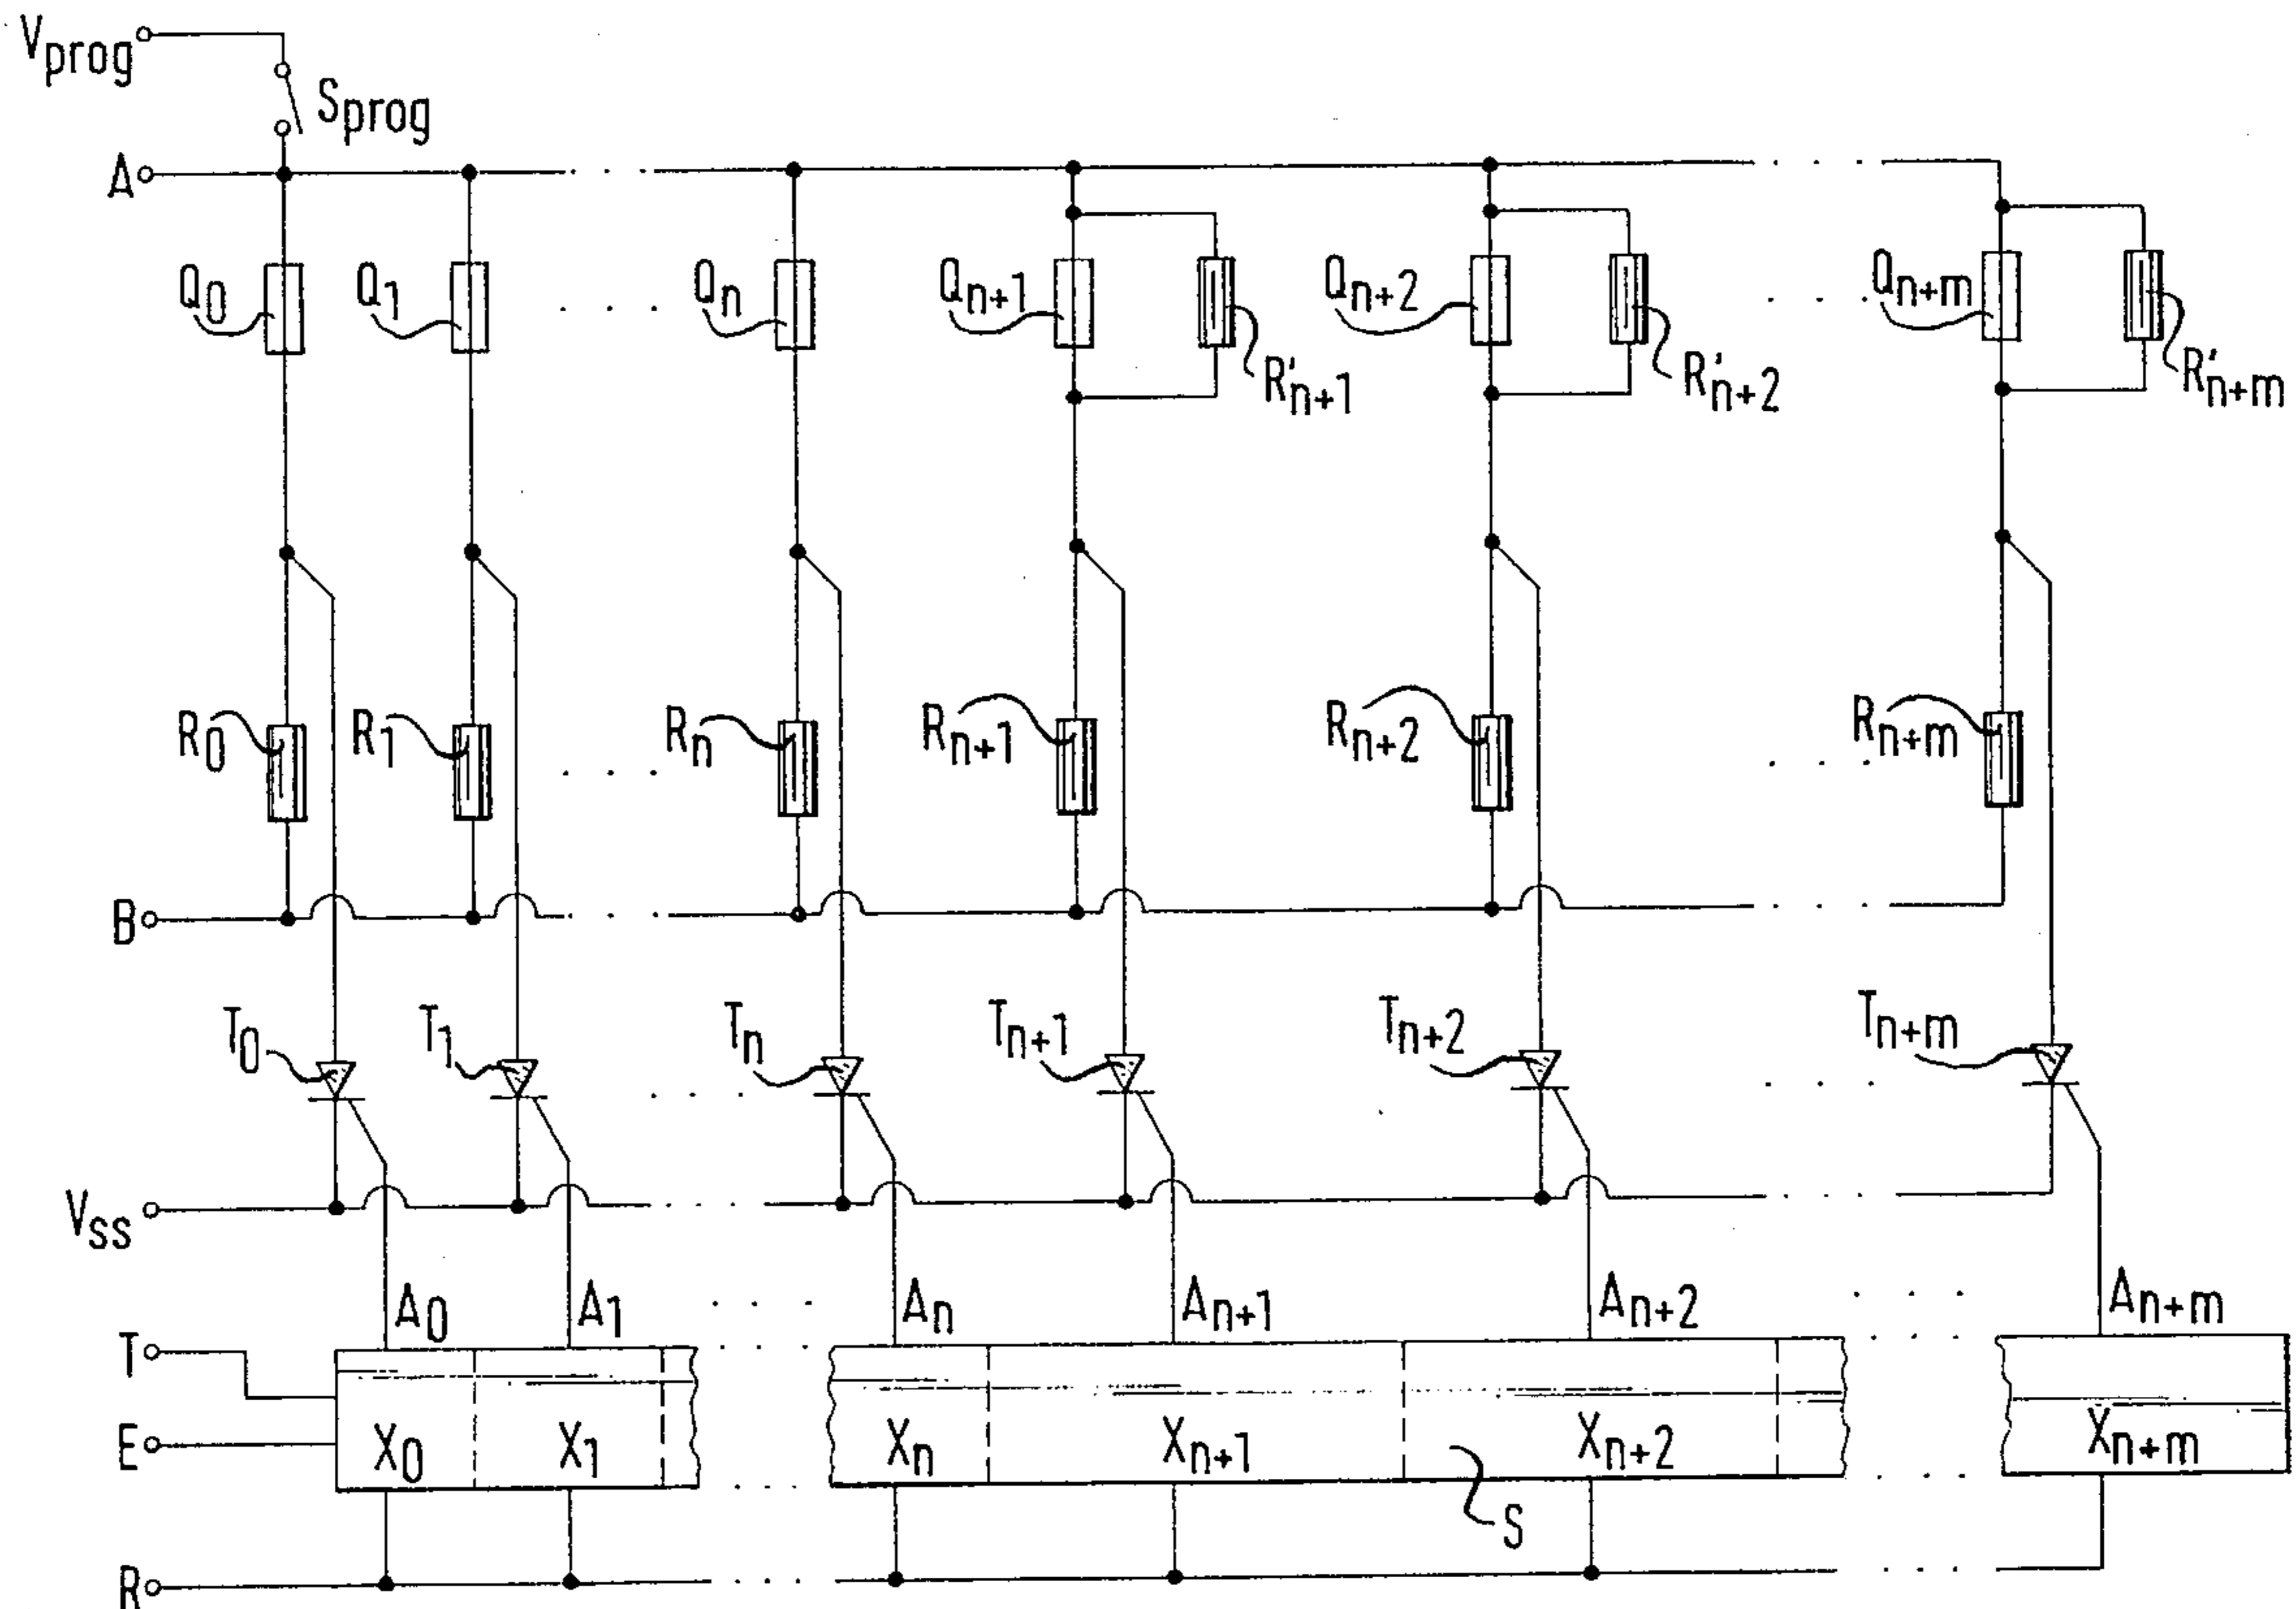 Vprog
Sprog
A
Q0 Q1 Qn Qn+1 R'n+1 Qn+2 R'n+2 Qn+m R'n+m
R0 R1 Rn Rn+1 Rn+2 Rn+m
B
T0 T1 Tn Tn+1 Tn+2 Tn+m
Vss
A0 A1 An An+1 An+2 An+m
T
E
X0 X1 Xn Xn+1 Xn+2 Xn+m
S
R